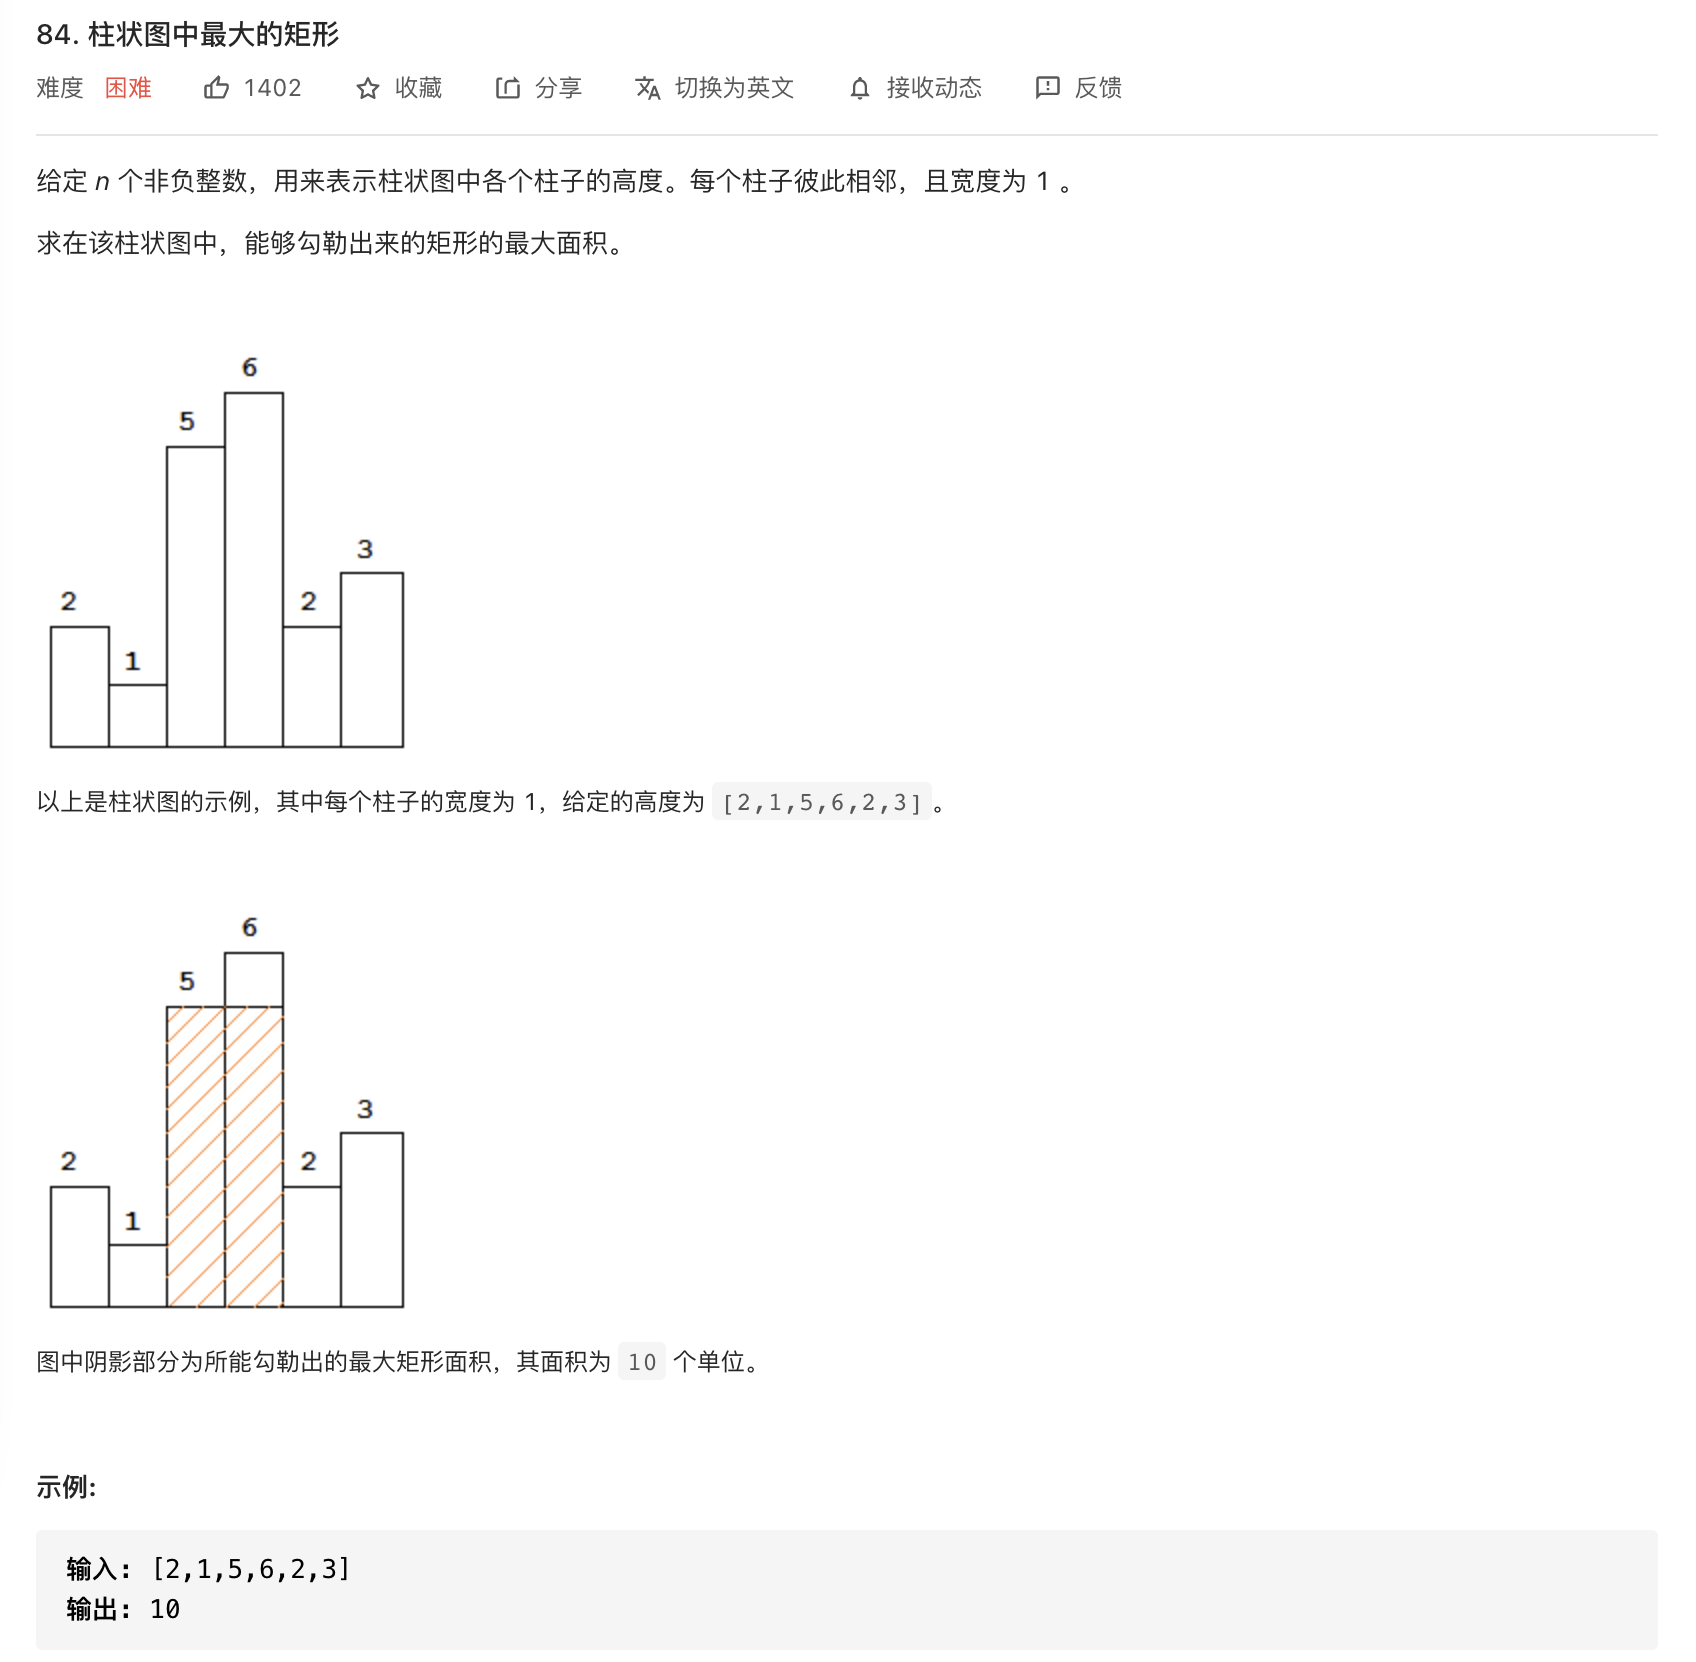 84. 柱状图中最大的矩形
难度 困难 1402 收藏 分享 切换为英文 接收动态 反馈
给定 n 个非负整数，用来表示柱状图中各个柱子的高度。每个柱子彼此相邻，且宽度为 1 。
求在该柱状图中，能够勾勒出来的矩形的最大面积。
6
5
3
2 2
1
以上是柱状图的示例，其中每个柱子的宽度为 1，给定的高度为 [2,1,5,6,2,3] 。
6
5
3
2 2
1
图中阴影部分为所能勾勒出的最大矩形面积，其面积为 10 个单位。
示例:
输入: [2,1,5,6,2,3]
输出: 10